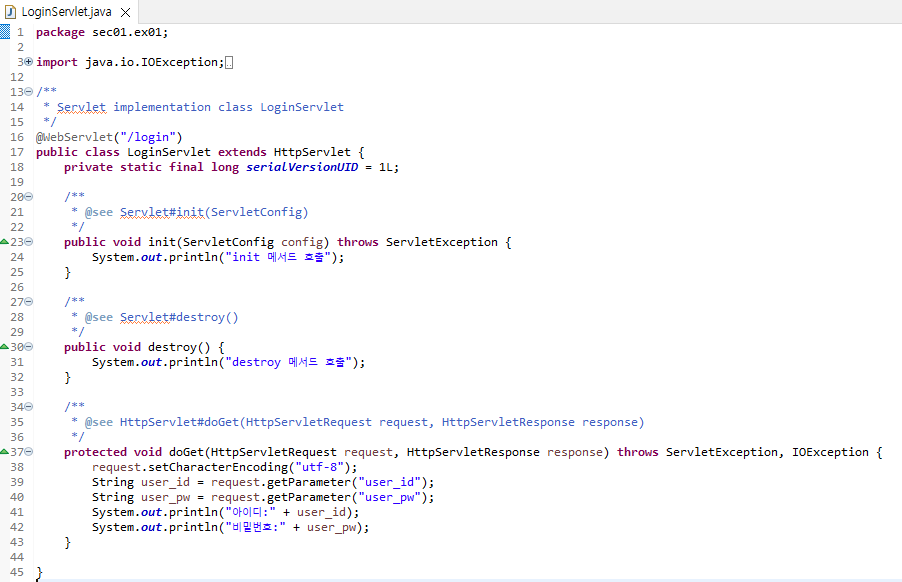 LoginServlet.java
1 package sec01.ex01;
2
3 import java.io.IOException;
12
13 /**
14 * Servlet implementation class LoginServlet
15 */
16 @WebServlet("/login")
17 public class LoginServlet extends HttpServlet {
18 private static final long serialVersionUID = 1L;
19
20 /**
21 * @see Servlet#init(ServletConfig)
22 */
23 public void init(ServletConfig config) throws ServletException {
24 System.out.println("init 메서드 호출");
25 }
26
27 /**
28 * @see Servlet#destroy()
29 */
30 public void destroy() {
31 System.out.println("destroy 메서드 호출");
32 }
33
34 /**
35 * @see HttpServlet#doGet(HttpServletRequest request, HttpServletResponse response)
36 */
37 protected void doGet(HttpServletRequest request, HttpServletResponse response) throws ServletException, IOException {
38 request.setCharacterEncoding("utf-8");
39 String user_id = request.getParameter("user_id");
40 String user_pw = request.getParameter("user_pw");
41 System.out.println("아이디:" + user_id);
42 System.out.println("비밀번호:" + user_pw);
43 }
44
45 }